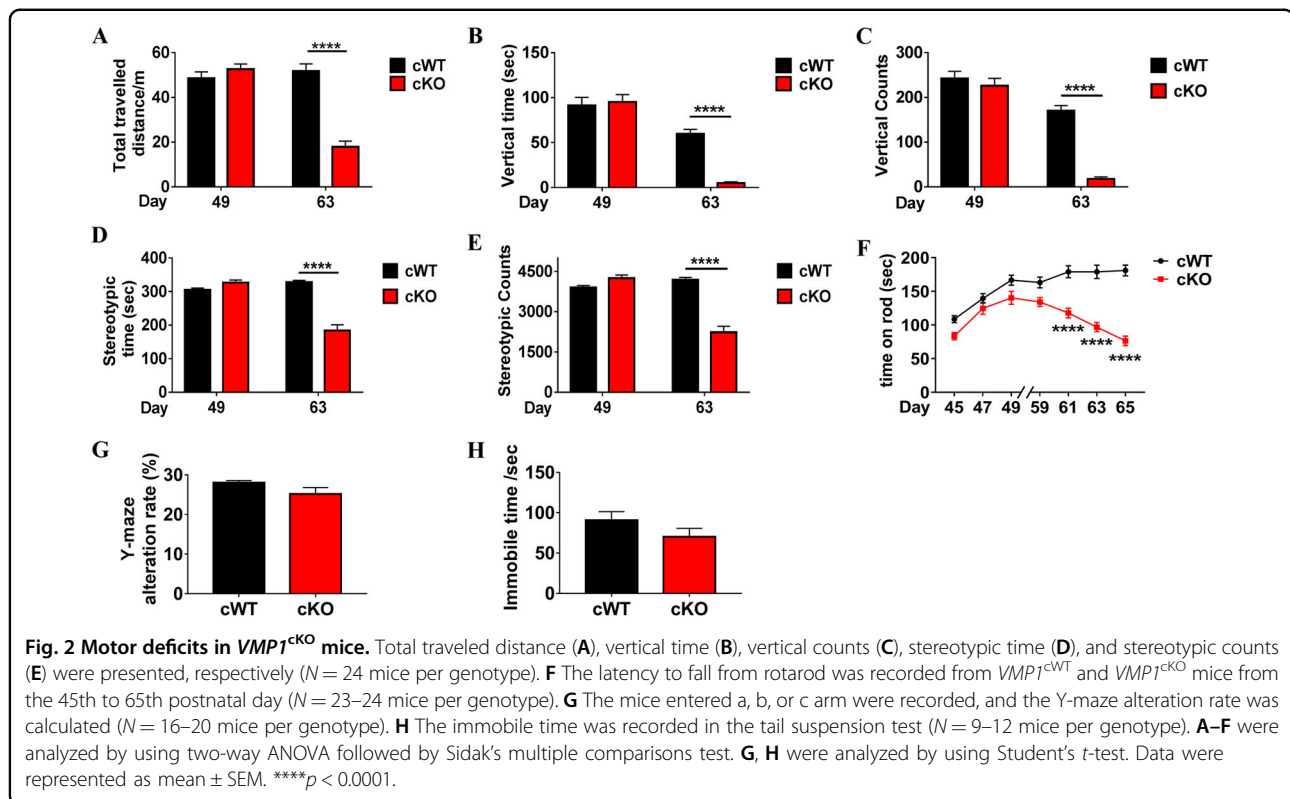 A
Total travelled
distance/m
60
40
20
0
****
cWT
cKO
Day 49 63
B
Vertical time (sec)
150
100
50
0
****
cWT
cKO
49 63
C
Vertical Counts
300
200
100
0
****
cWT
cKO
49 63
D
Stereotypic
time (sec)
400
300
200
100
0
****
cWT
cKO
Day 49 63
E
Stereotypic Counts
4500
3000
1500
0
****
cWT
cKO
49 63
F
time on rod (sec)
200
150
100
50
0
cWT
cKO
****
****
****
Day 45 47 49 59 61 63 65
G
Y-maze
alteration rate (%)
30
20
10
0
cWT cKO
H
Immobile time /sec
150
100
50
0
cWT cKO
Fig. 2 Motor deficits in VMP1cKO mice. Total traveled distance (A), vertical time (B), vertical counts (C), stereotypic time (D), and stereotypic counts
(E) were presented, respectively (N = 24 mice per genotype). F The latency to fall from rotarod was recorded from VMP1cWT and VMP1cKO mice from
the 45th to 65th postnatal day (N = 23–24 mice per genotype). G The mice entered a, b, or c arm were recorded, and the Y-maze alteration rate was
calculated (N = 16–20 mice per genotype). H The immobile time was recorded in the tail suspension test (N = 9–12 mice per genotype). A–F were
analyzed by using two-way ANOVA followed by Sidak's multiple comparisons test. G, H were analyzed by using Student's t-test. Data were
represented as mean ± SEM. ****p < 0.0001.